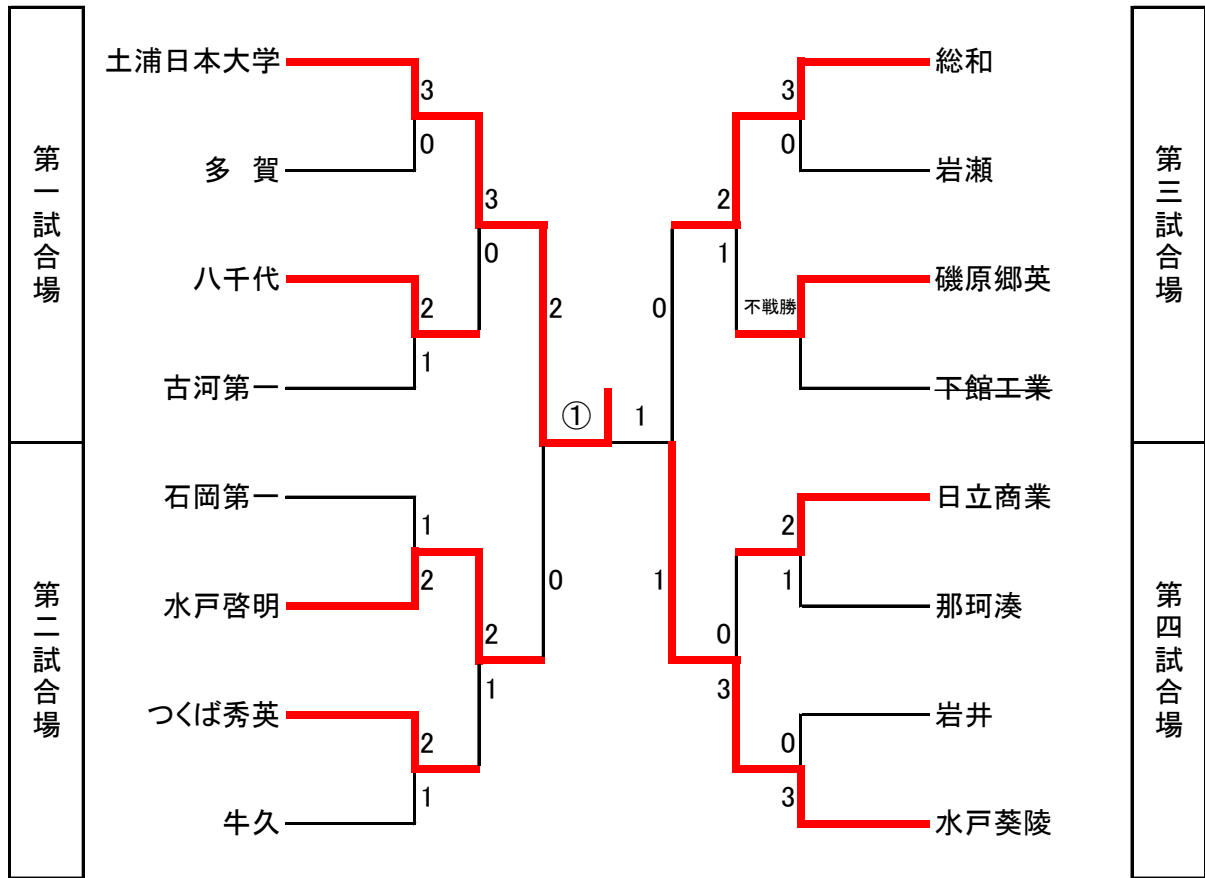 第一試合場
第二試合場
土浦日本大学
3
0
多　賀
3
0
八千代
2
1
古河第一
2
0
石岡第一
1
2
水戸啓明
2
1
つくば秀英
2
1
牛久
①
1
総和
3
0
岩瀬
2
1
磯原郷英
不戦勝
下館工業
0
1
日立商業
2
1
那珂湊
0
3
岩井
0
3
水戸葵陵
第三試合場
第四試合場